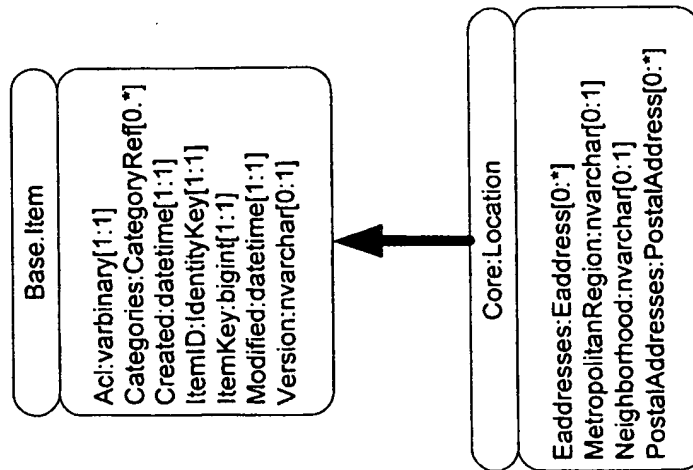 Base.Item
Acl:varbinary[1:1]
Categories:CategoryRef[0.*]
Created:datetime[1:1]
ItemID:IdentityKey[1:1]
ItemKey:bigint[1:1]
Modified:datetime[1:1]
Version:nvarchar[0:1]
Core:Location
Eaddresses:Eaddress[0:*]
MetropolitanRegion:nvarchar[0:1]
Neighborhood:nvarchar[0:1]
PostalAddresses:PostalAddress[0:*]